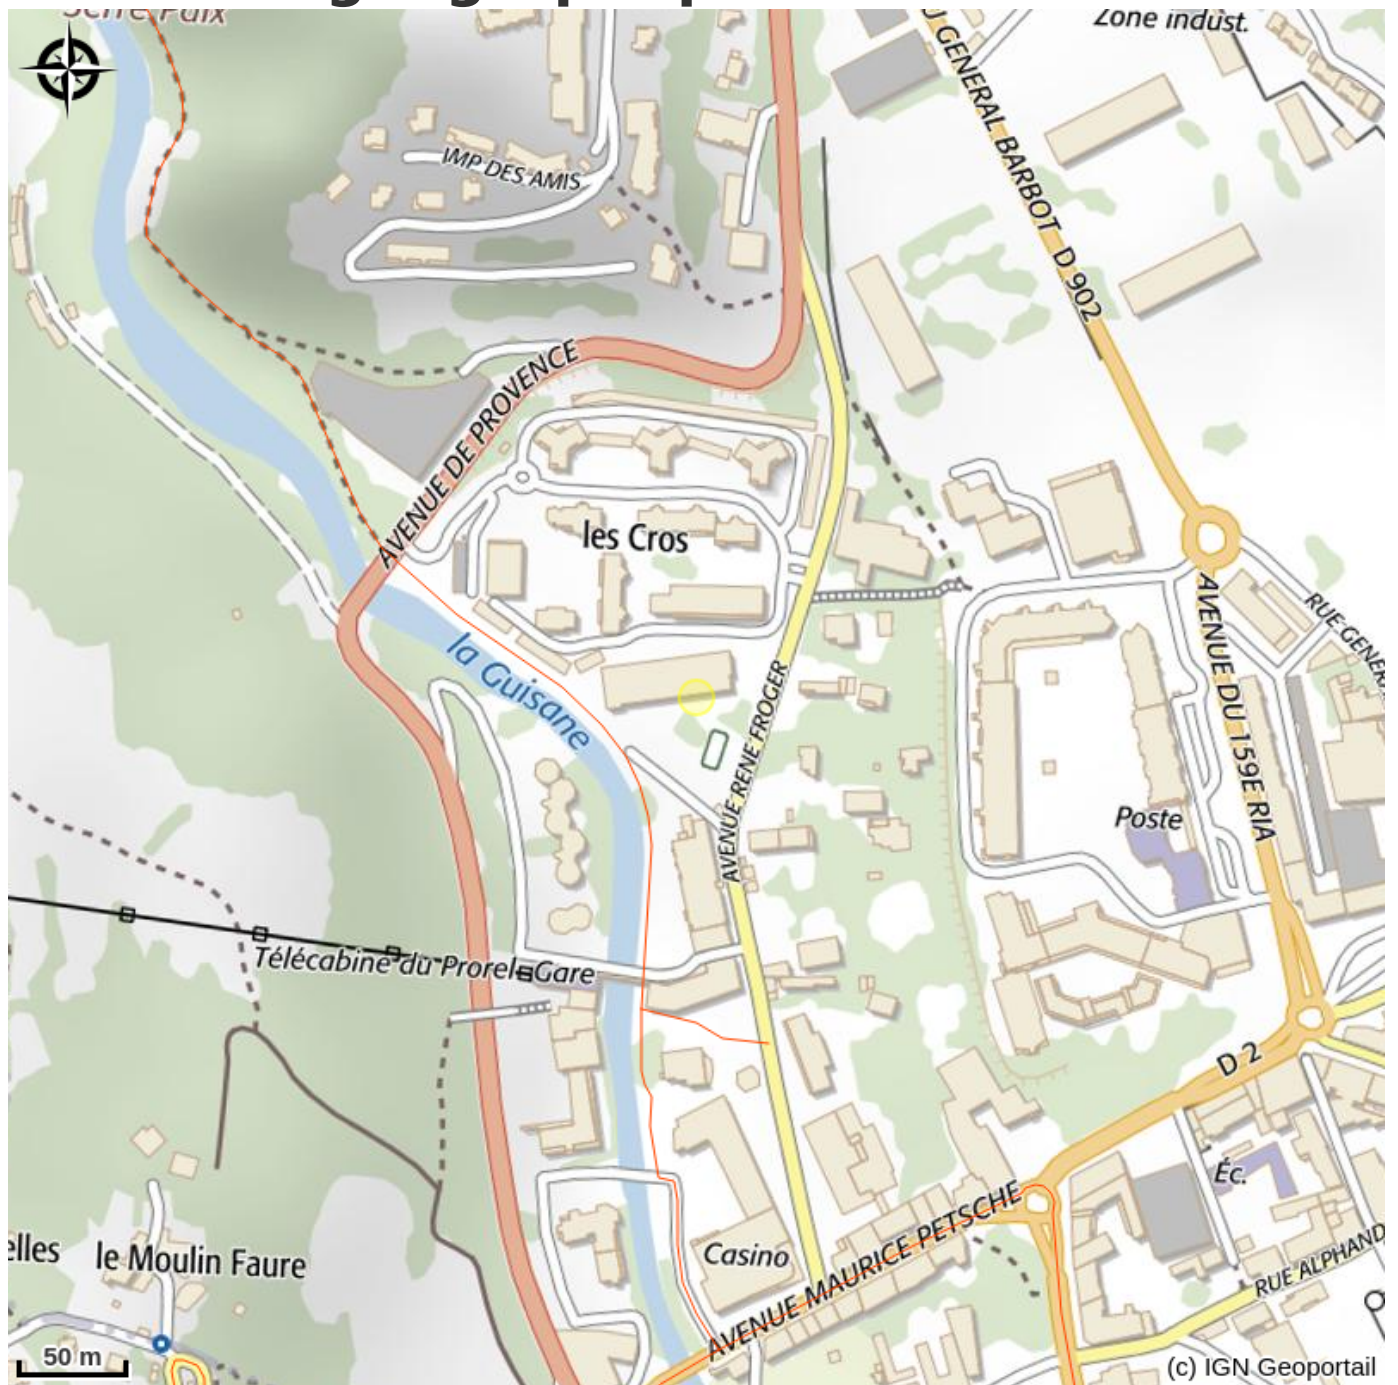 Serre Paix
Zone indust.
U GENERAL BARBOT D 902
IMP DES AMIS
AVENUE DE PROVENCE
les Cros
AVENUE DU 159E RIA
RUE GENERA
la Guisane
AVENUE RENE FROGER
Poste
Télécabine du Prorel-Gare
D 2
Éc.
AVENUE MAURICE PETSCHE
Casino
elles
le Moulin Faure
RUE ALPHAND
50 m
(c) IGN Geoportail